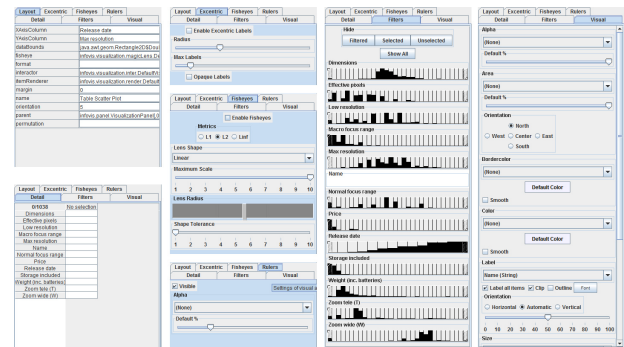 Layout Excentric Fisheyes Rulers
Detail Filters Visual
XAxisColumn Release date
YAxisColumn Max resolution
dataBounds java.awt.geom.Rectangle2D$Dou
fisheye infovis.visualization.magicLens.De
format
interactor infovis.visualization.inter.DefaultVis
itemRenderer infovis.visualization.render.Default
margin 0
name Table Scatter Plot
orientation 5
parent infovis.panel.VisualizationPanel[,0
permutation
Layout Excentric Fisheyes Rulers
Detail Filters Visual
0/1038 No selection
Dimensions
Effective pixels
Low resolution
Macro focus range
Max resolution
Name
Normal focus range
Price
Release date
Storage included
Weight (inc. batteries)
Zoom tele (T)
Zoom wide (W)
Layout Excentric Fisheyes Rulers
Detail Filters Visual
Enable Excentric Labels
Radius
Max Labels
Opaque Labels
Layout Excentric Fisheyes Rulers
Detail Filters Visual
Enable Fisheyes
Metrics
L1 L2 Linf
Lens Shape
Linear
Maximum Scale
1 2 3 4 5 6 7 8 9 10
Lens Radius
Shape Tolerance
1 2 3 4 5 6 7 8 9 10
Layout Excentric Fisheyes Rulers
Detail Filters Visual
Visible
Settings of visual a
Alpha
(None)
Default %
Layout Excentric Fisheyes Rulers
Detail Filters Visual
Hide
Filtered Selected Unselected
Show All
Dimensions
Effective pixels
Low resolution
Macro focus range
Max resolution
Name
Normal focus range
Price
Release date
Storage included
Weight (inc. batteries)
Zoom tele (T)
Zoom wide (W)
Layout Excentric Fisheyes Rulers
Detail Filters Visual
Alpha
(None)
Default %
Area
(None)
Default %
Orientation
North
West Center East
South
Bordercolor
(None)
Default Color
Smooth
Color
(None)
Default Color
Smooth
Label
Name (String)
Label all items Clip Outline Font...
Orientation
Horizontal Automatic Vertical
0 10 20 30 40 50 60 70 80 90 100
Size